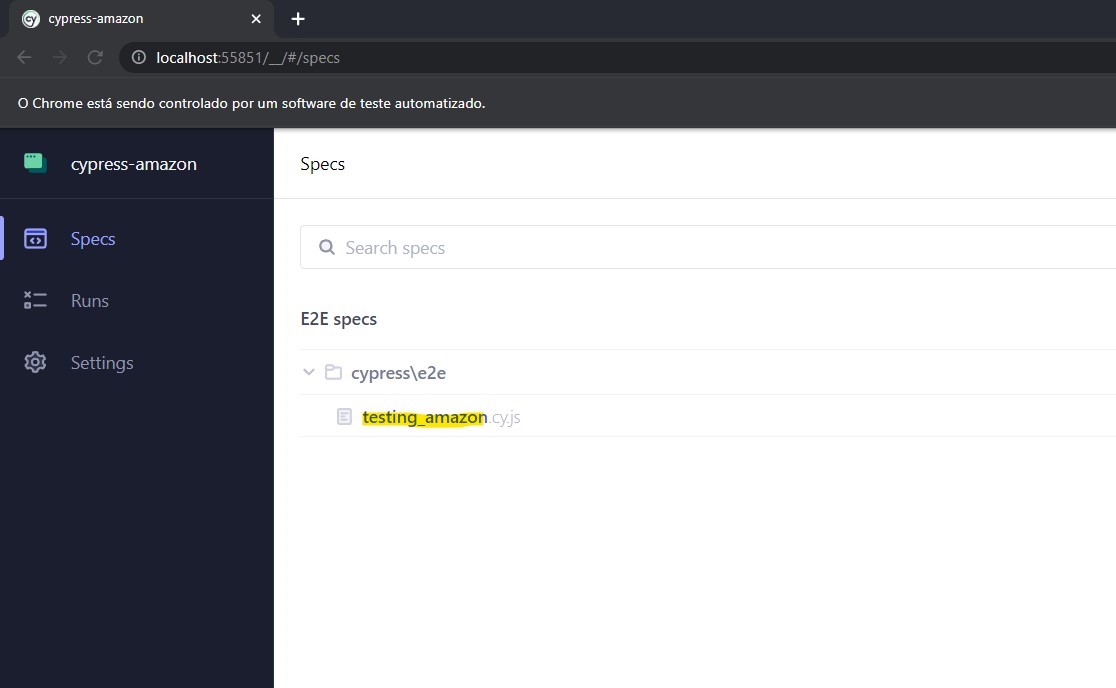 cy cypress-amazon
localhost:55851/__/#/specs
O Chrome está sendo controlado por um software de teste automatizado.
cypress-amazon
Specs
Runs
Settings
Specs
Search specs
E2E specs
cypress\e2e
testing_amazon.cy.js